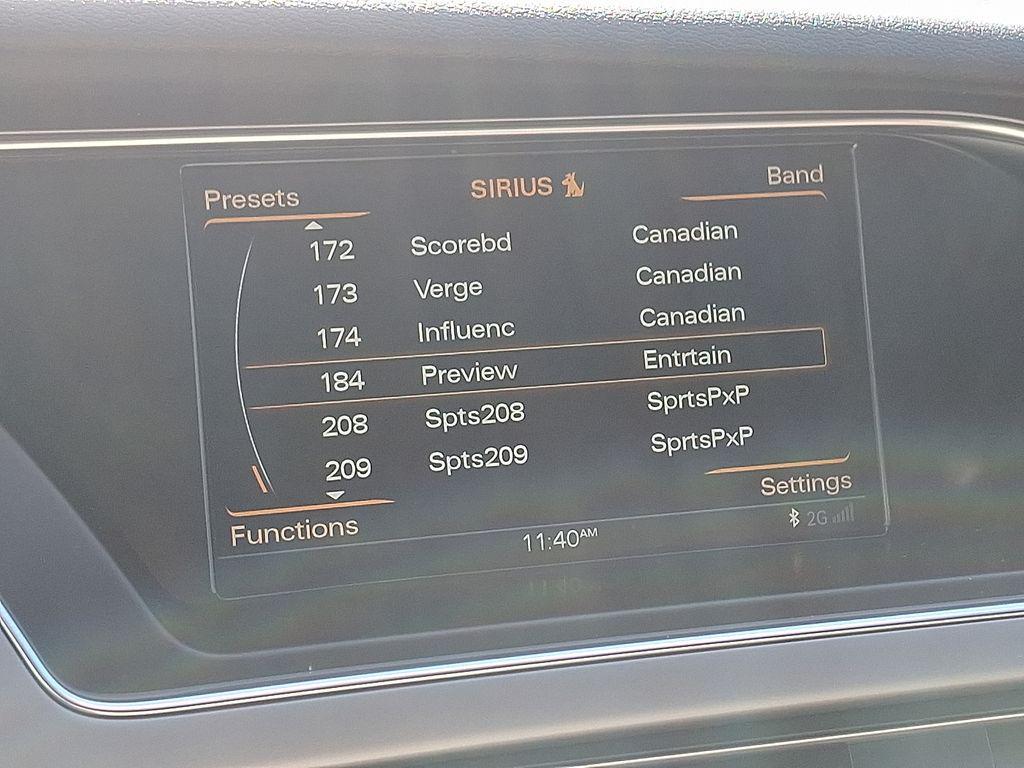 Presets SIRIUS Band
172 Scorebd Canadian
173 Verge Canadian
174 Influenc Canadian
184 Preview Entrtain
208 Spts208 SprtsPxP
209 Spts209 SprtsPxP
Settings
Functions 11:40AM 2G